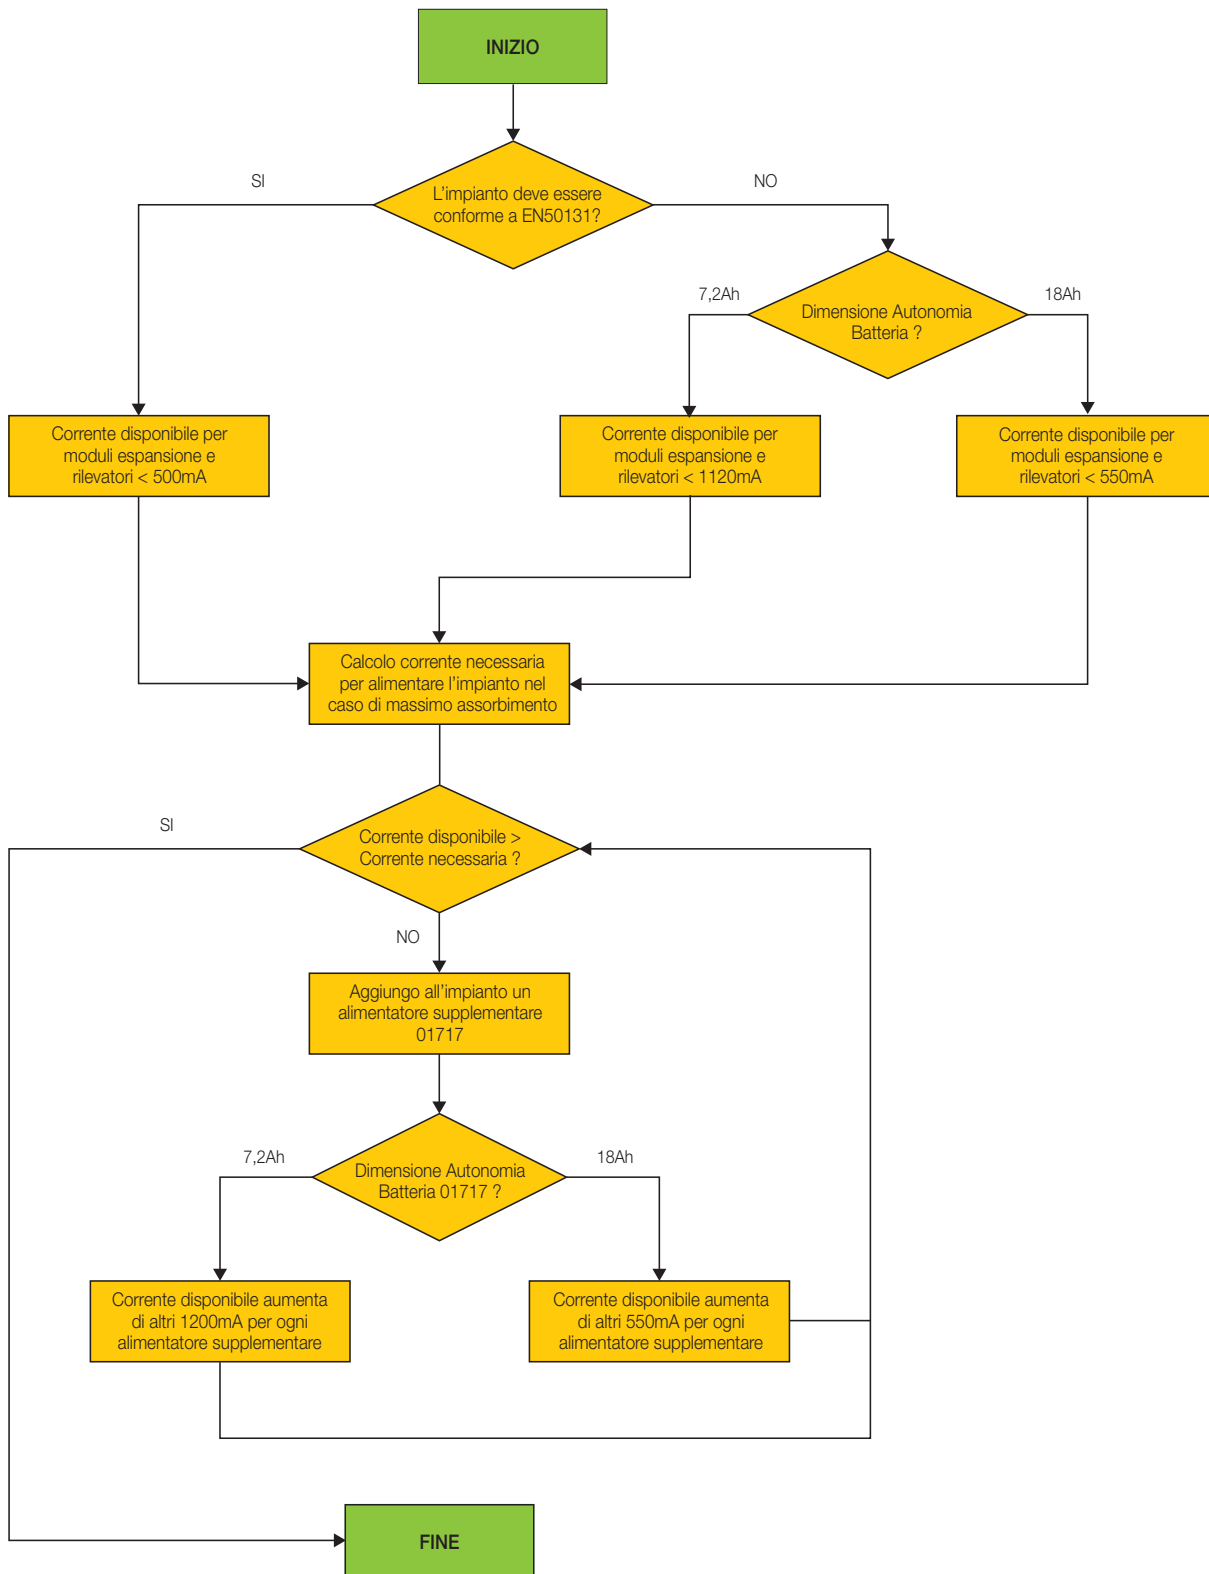 INIZIO
SI
NO
L'impianto deve essere
conforme a EN50131?
7,2Ah
18Ah
Dimensione Autonomia
Batteria ?
Corrente disponibile per
moduli espansione e
rilevatori < 500mA
Corrente disponibile per
moduli espansione e
rilevatori < 1120mA
Corrente disponibile per
moduli espansione e
rilevatori < 550mA
Calcolo corrente necessaria
per alimentare l'impianto nel
caso di massimo assorbimento
SI
Corrente disponibile >
Corrente necessaria ?
NO
Aggiungo all'impianto un
alimentatore supplementare
01717
7,2Ah
18Ah
Dimensione Autonomia
Batteria 01717 ?
Corrente disponibile aumenta
di altri 1200mA per ogni
alimentatore supplementare
Corrente disponibile aumenta
di altri 550mA per ogni
alimentatore supplementare
FINE